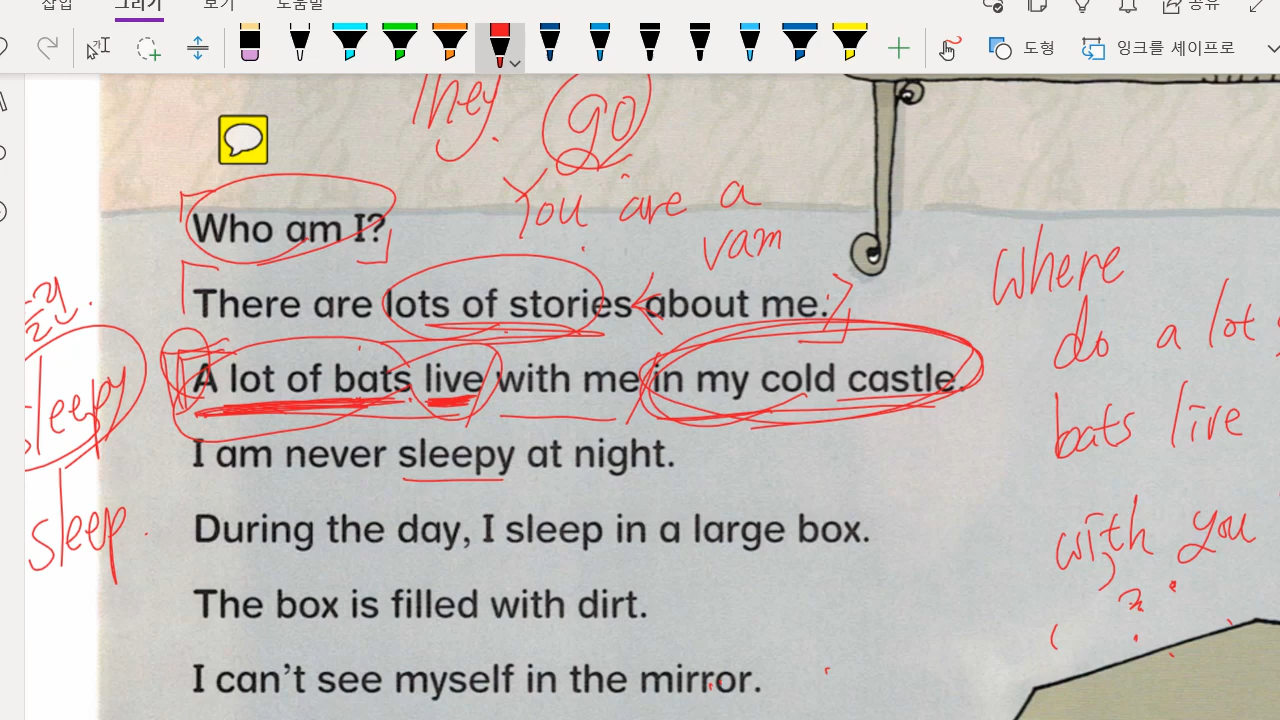 삽입 그리기 보기 도움말 공유
도형 잉크를 셰이프로
They go
You are a
vam
Who am I?
There are lots of stories about me.
A lot of bats live with me in my cold castle.
I am never sleepy at night.
During the day, I sleep in a large box.
The box is filled with dirt.
I can't see myself in the mirror.
sleepy
sleep.
Where
do a lot
bats live
with you
?